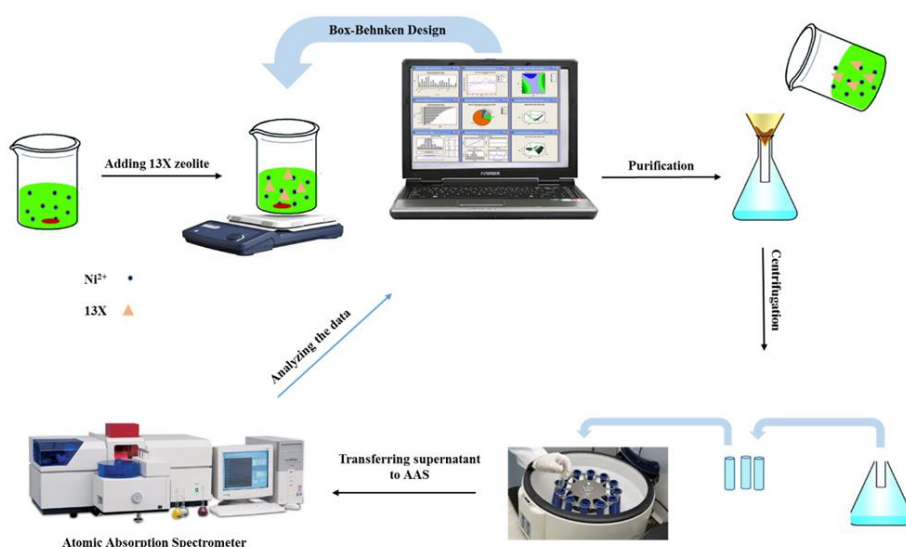 Box-Behnken Design
Adding 13X zeolite
Purification
Ni²⁺
13X
Centrifugation
Analyzing the data
Transferring supernatant
to AAS
Atomic Absorption Spectrometer